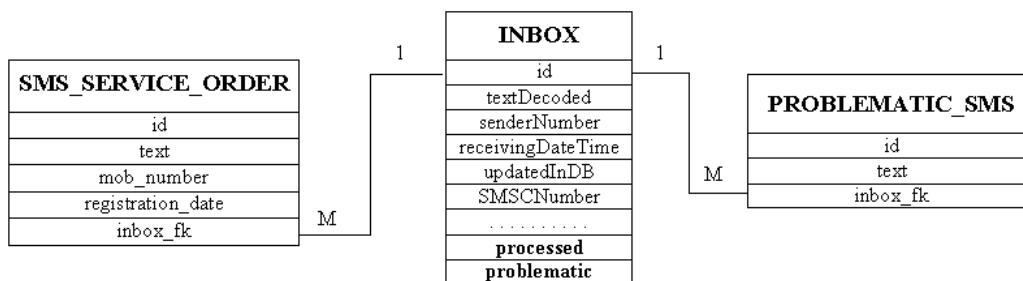 SMS_SERVICE_ORDER
id
text
mob_number
registration_date
inbox_fk
M
1
INBOX
id
textDecoded
senderNumber
receivingDateTime
updatedInDB
SMSCNumber
. . . . . . . . . .
processed
problematic
1
M
PROBLEMATIC_SMS
id
text
inbox_fk